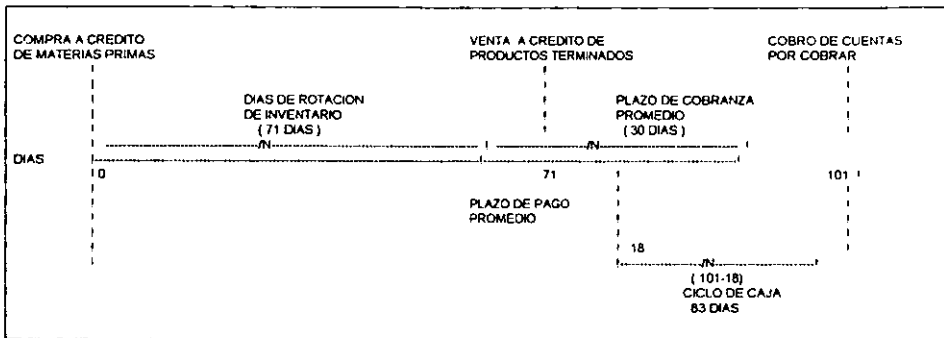 COMPRA A CREDITO
DE MATERIAS PRIMAS
VENTA A CREDITO DE
PRODUCTOS TERMINADOS
COBRO DE CUENTAS
POR COBRAR
DIAS DE ROTACION
DE INVENTARIO
( 71 DIAS )
PLAZO DE COBRANZA
PROMEDIO
( 30 DIAS )
DIAS
0
71
101
PLAZO DE PAGO
PROMEDIO
18
( 101-18)
CICLO DE CAJA
83 DIAS